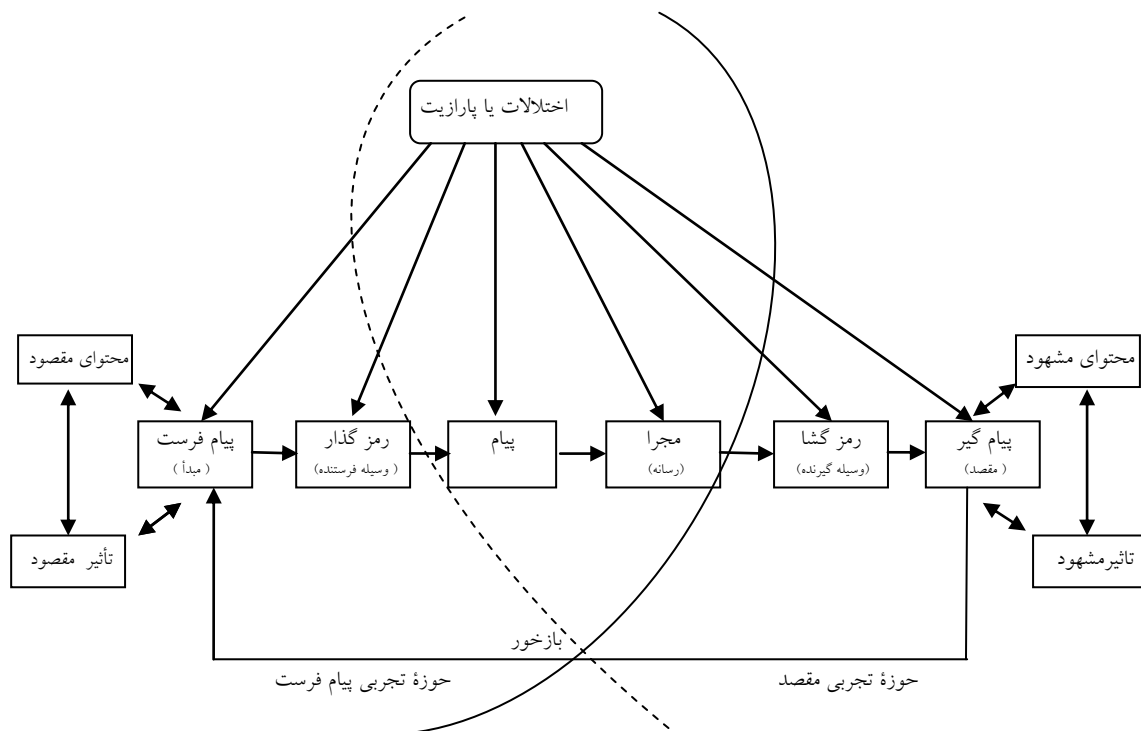 اختلالات یا پارازیت
محتوای مشهود
محتوای مقصود
پیام گیر
( مقصد)
رمز گشا
(وسیله گیرنده)
مجرا
(رسانه)
پیام
رمز گذار
( وسیله فرستنده)
پیام فرست
( مبدأ )
تاثیرمشهود
تأثیر مقصود
بازخور
حوزۀ تجربی مقصد
حوزۀ تجربی پیام فرست